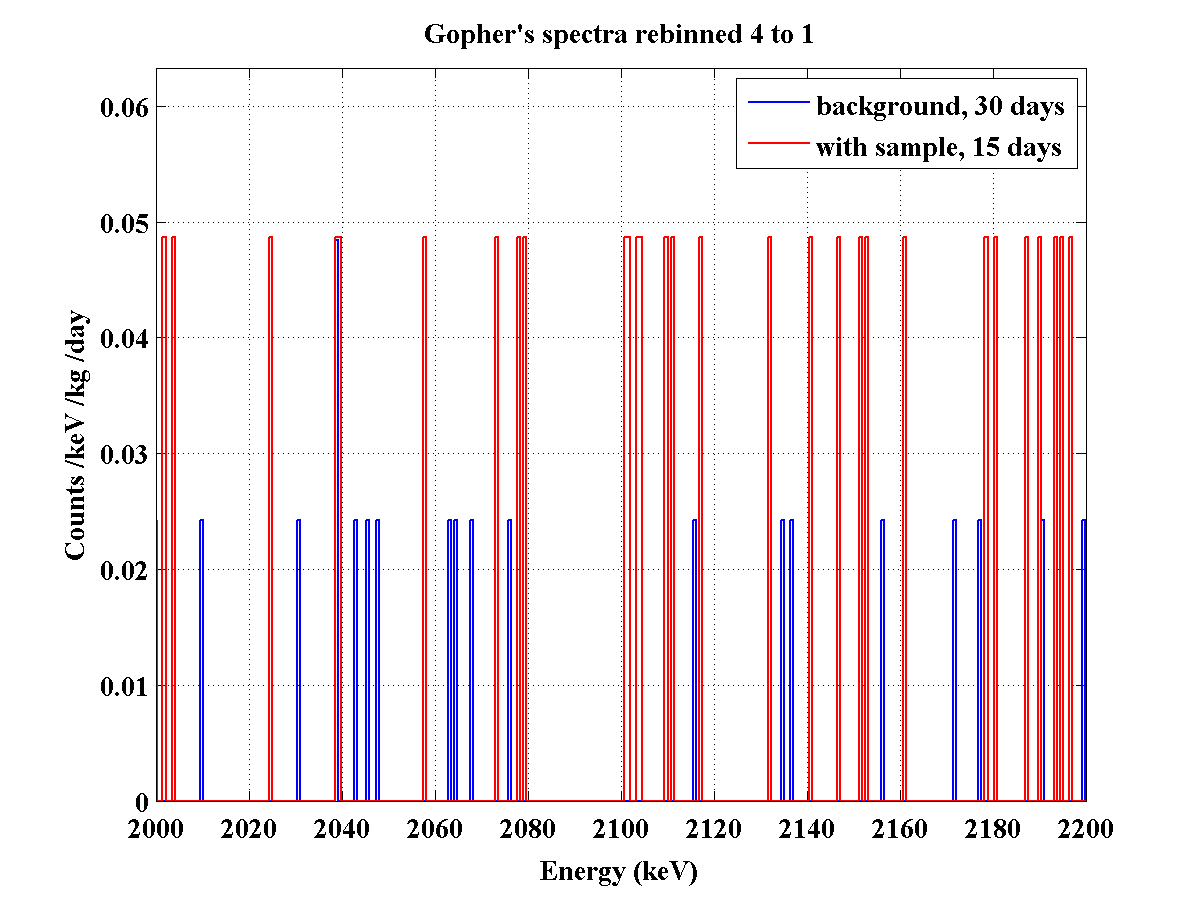 Gopher's spectra rebinned 4 to 1
background, 30 days
with sample, 15 days
Counts /keV /kg /day
0.06
0.05
0.04
0.03
0.02
0.01
0
2000 2020 2040 2060 2080 2100 2120 2140 2160 2180 2200
Energy (keV)